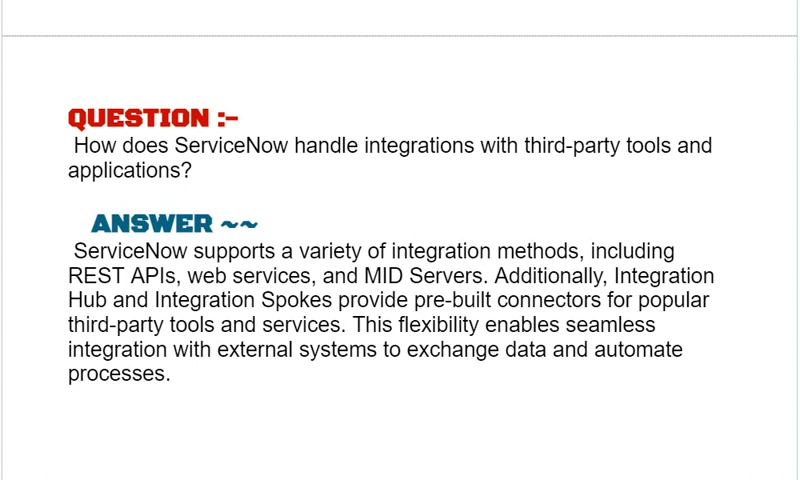 QUESTION :-
How does ServiceNow handle integrations with third-party tools and
applications?
ANSWER ~~
ServiceNow supports a variety of integration methods, including
REST APIs, web services, and MID Servers. Additionally, Integration
Hub and Integration Spokes provide pre-built connectors for popular
third-party tools and services. This flexibility enables seamless
integration with external systems to exchange data and automate
processes.